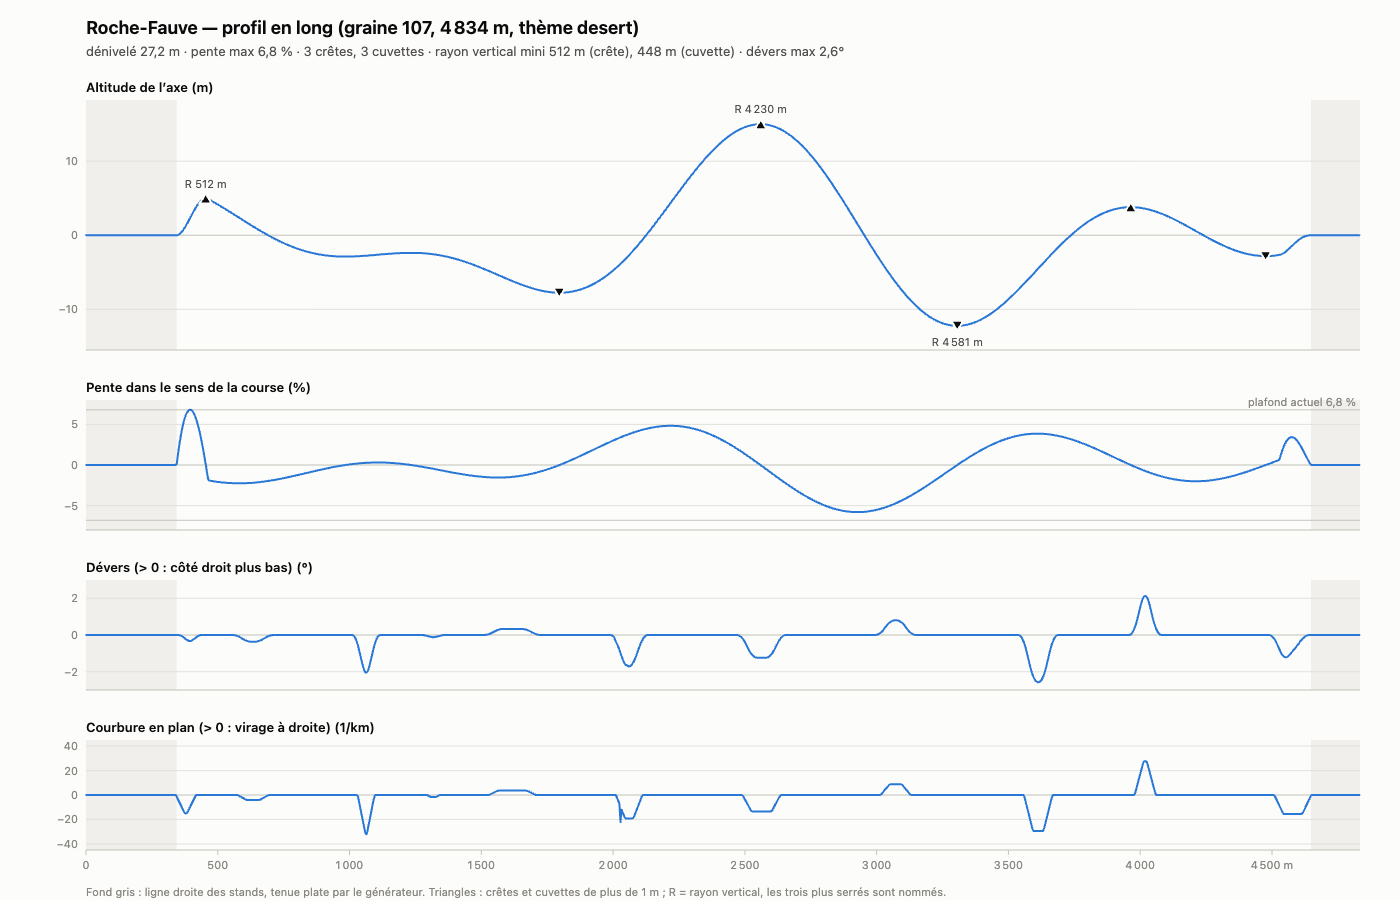 Roche-Fauve — profil en long (graine 107, 4 834 m, thème desert)
dénivelé 27,2 m · pente max 6,8 % · 3 crêtes, 3 cuvettes · rayon vertical mini 512 m (crête), 448 m (cuvette) · dévers max 2,6°
Altitude de l’axe (m)
R 4 230 m
10
R 512 m
0
−10
R 4 581 m
Pente dans le sens de la course (%)
plafond actuel 6,8 %
5
0
−5
Dévers (> 0 : côté droit plus bas) (°)
2
0
−2
Courbure en plan (> 0 : virage à droite) (1/km)
40
20
0
−20
−40
0 500 1 000 1 500 2 000 2 500 3 000 3 500 4 000 4 500 m
Fond gris : ligne droite des stands, tenue plate par le générateur. Triangles : crêtes et cuvettes de plus de 1 m ; R = rayon vertical, les trois plus serrés sont nommés.